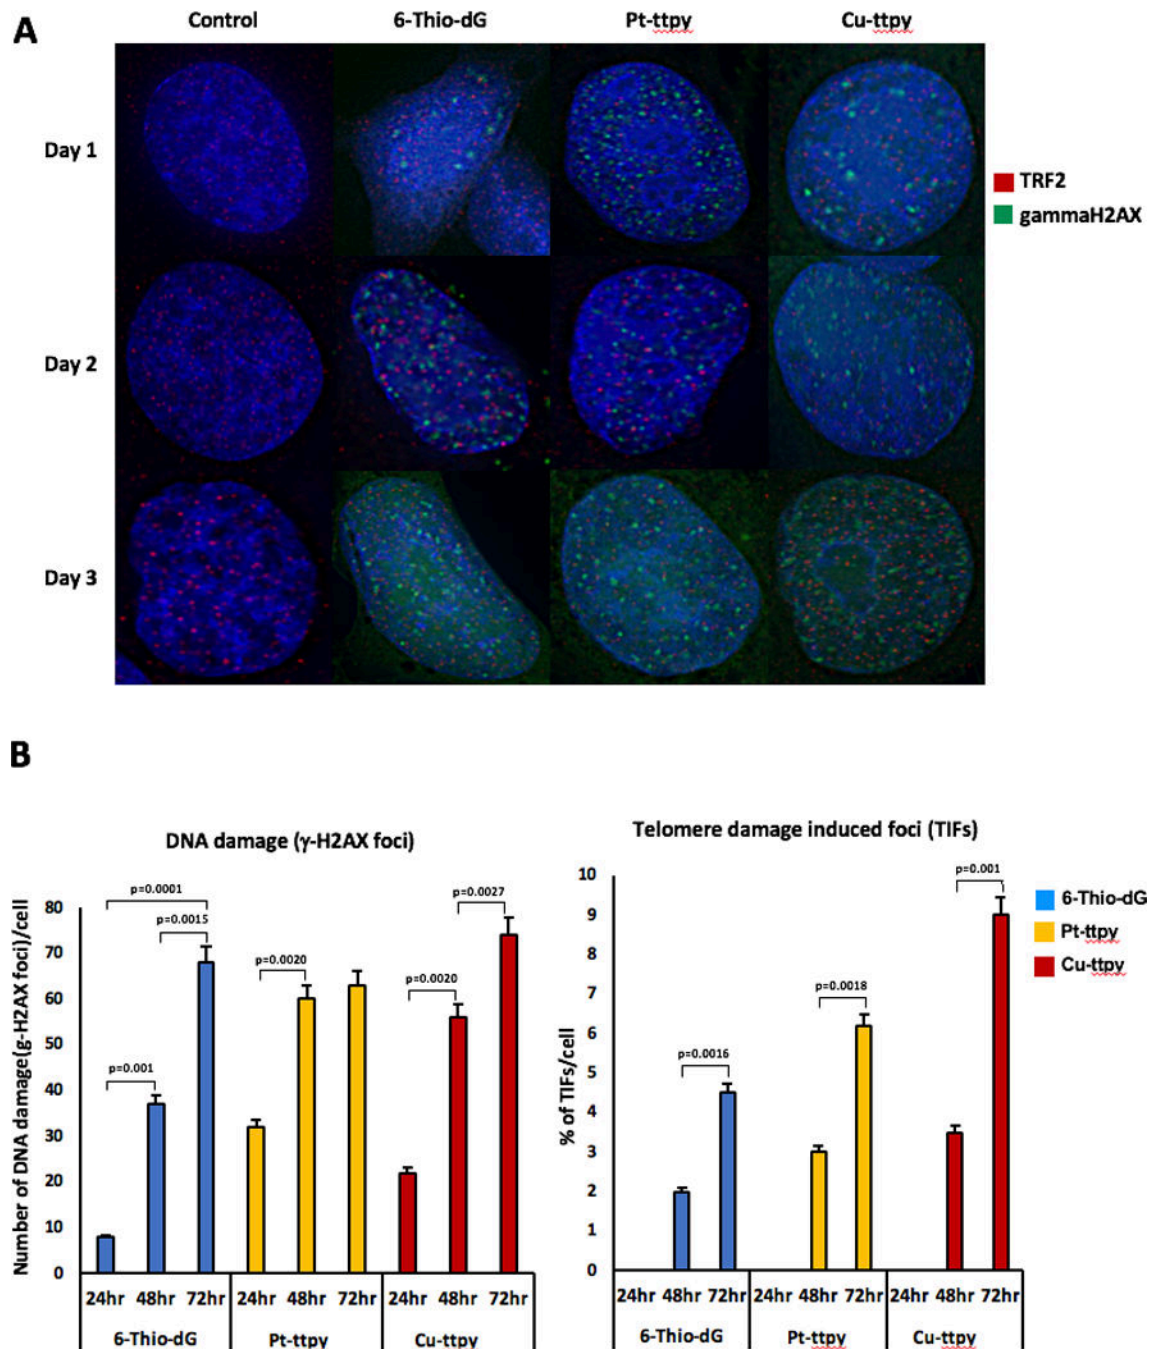 A
Control 6-Thio-dG Pt-ttpy Cu-ttpy
Day 1
Day 2
Day 3
TRF2
gammaH2AX
B
DNA damage (γ-H2AX foci)
Number of DNA damage(g-H2AX foci)/cell
80
70
60
50
40
30
20
10
0
p=0.0001
p=0.0015
p=0.001
p=0.0020
p=0.0020
p=0.0027
24hr 48hr 72hr 24hr 48hr 72hr 24hr 48hr 72hr
6-Thio-dG Pt-ttpy Cu-ttpy
Telomere damage induced foci (TIFs)
% of TIFs/cell
10
9
8
7
6
5
4
3
2
1
0
p=0.0016
p=0.0018
p=0.001
24hr 48hr 72hr 24hr 48hr 72hr 24hr 48hr 72hr
6-Thio-dG Pt-ttpy Cu-ttpy
6-Thio-dG
Pt-ttpy
Cu-ttpy